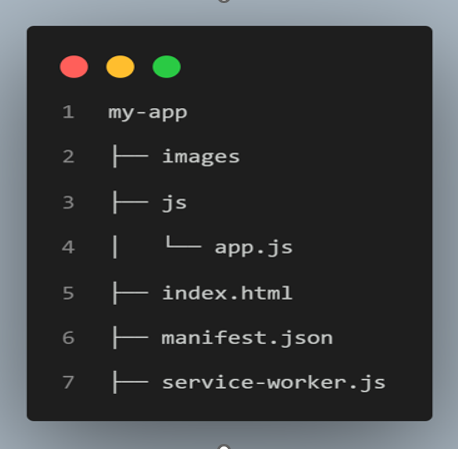 1 my-app
2 ├── images
3 ├── js
4 │   └── app.js
5 ├── index.html
6 ├── manifest.json
7 ├── service-worker.js